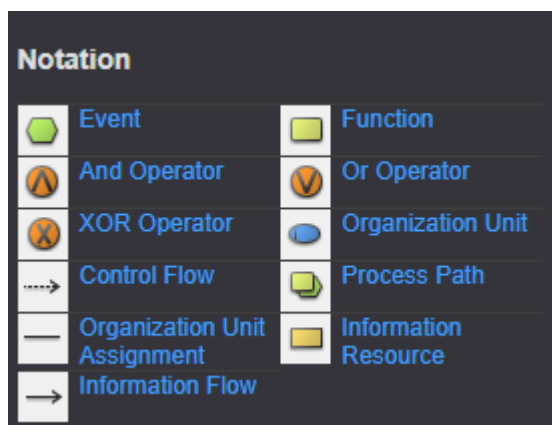 Notation
Event
Function
And Operator
Or Operator
XOR Operator
Organization Unit
Control Flow
Process Path
Organization Unit
Assignment
Information
Resource
Information Flow